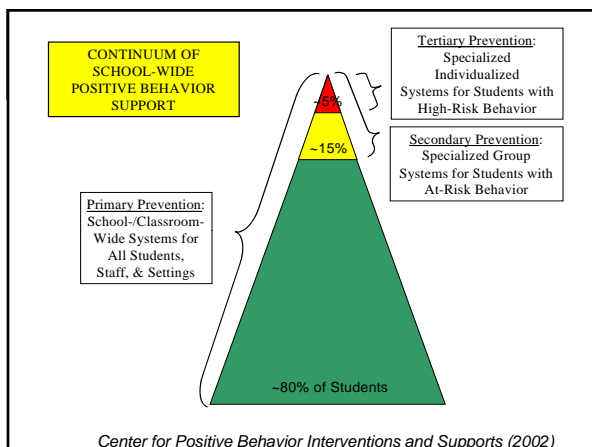 CONTINUUM OF
SCHOOL-WIDE
POSITIVE BEHAVIOR
SUPPORT
Tertiary Prevention:
Specialized
Individualized
Systems for Students with
High-Risk Behavior
~5%
Secondary Prevention:
Specialized Group
Systems for Students with
At-Risk Behavior
~15%
Primary Prevention:
School-/Classroom-
Wide Systems for
All Students,
Staff, & Settings
~80% of Students
Center for Positive Behavior Interventions and Supports (2002)